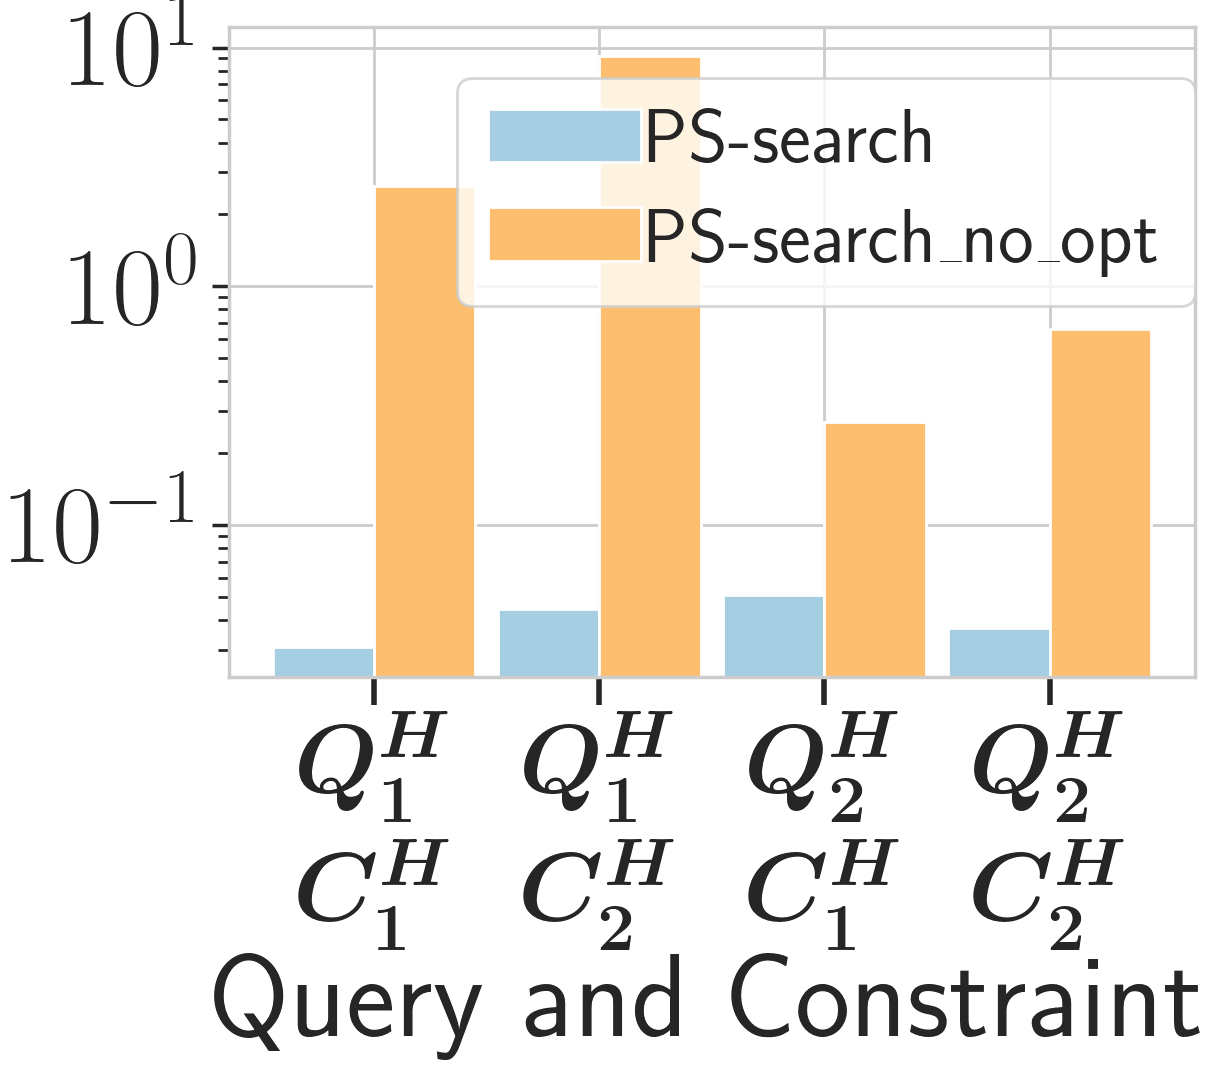 10^1
10^0
10^{-1}
PS-search
PS-search_no_opt
Q_1^H Q_1^H Q_2^H Q_2^H
C_1^H C_2^H C_1^H C_2^H
Query and Constraint